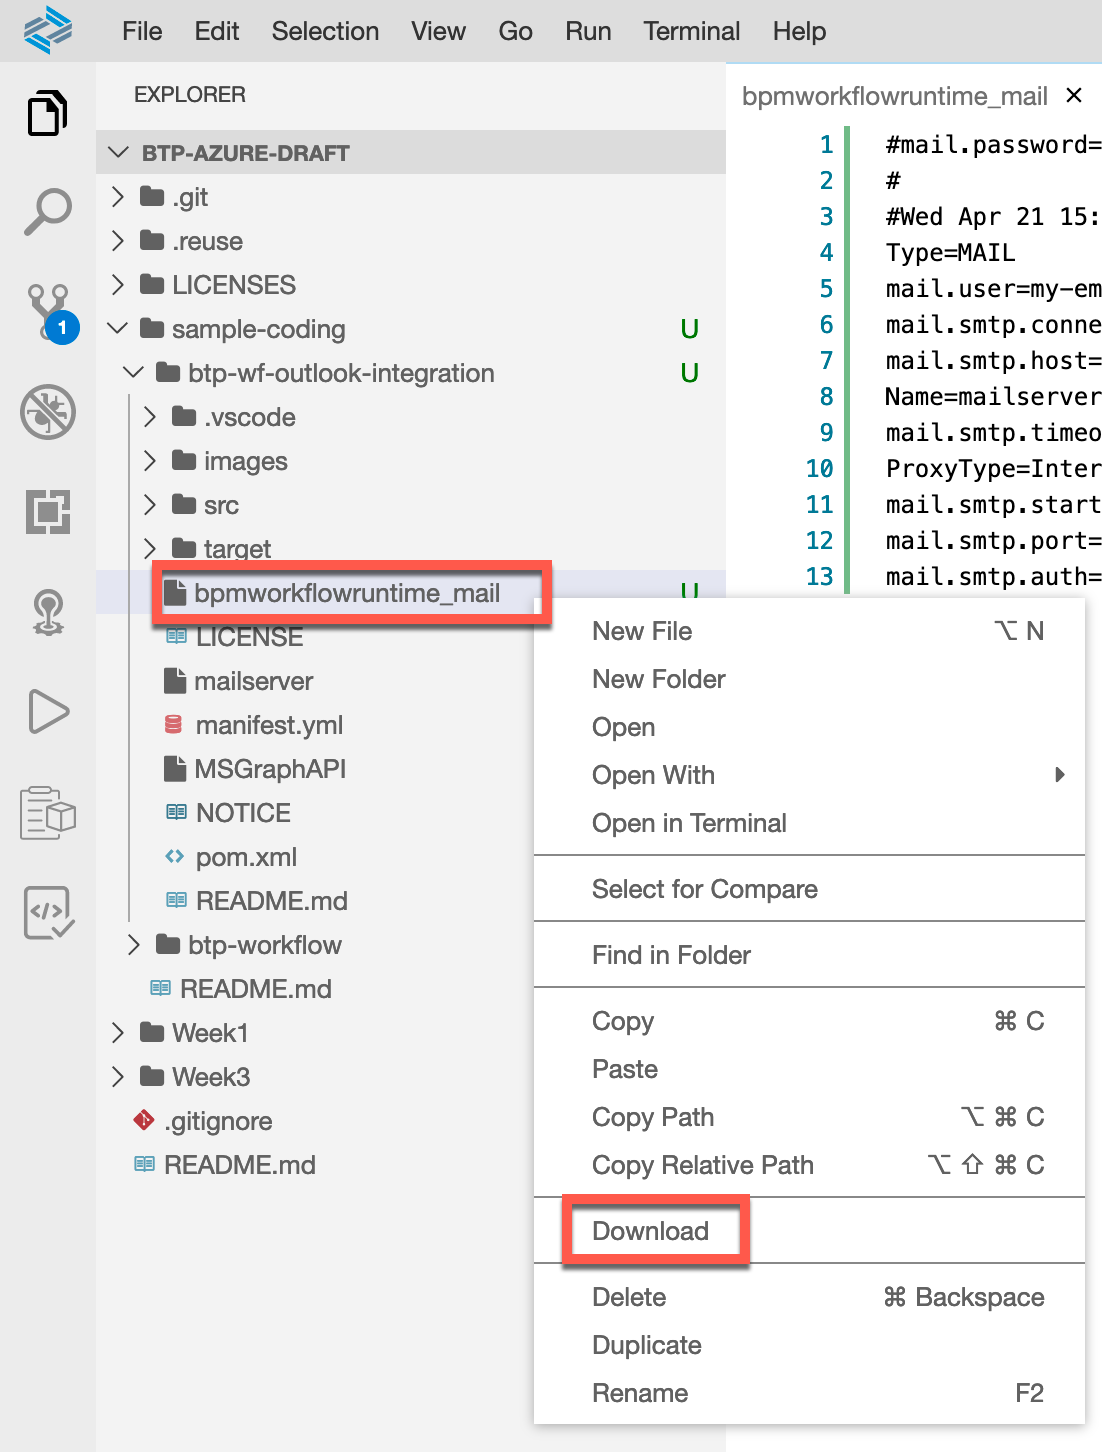 File Edit Selection View Go Run Terminal Help
EXPLORER
BTP-AZURE-DRAFT
.git
.reuse
LICENSES
sample-coding U
btp-wf-outlook-integration U
.vscode
images
src
target
bpmworkflowruntime_mail U
LICENSE
mailserver
manifest.yml
MSGraphAPI
NOTICE
pom.xml
README.md
btp-workflow
README.md
Week1
Week3
.gitignore
README.md
1
bpmworkflowruntime_mail ×
1 #mail.password=
2 #
3 #Wed Apr 21 15:
4 Type=MAIL
5 mail.user=my-em
6 mail.smtp.conne
7 mail.smtp.host=
8 Name=mailserver
9 mail.smtp.timeo
10 ProxyType=Inter
11 mail.smtp.start
12 mail.smtp.port=
13 mail.smtp.auth=
New File ⌥ N
New Folder
Open
Open With
Open in Terminal
Select for Compare
Find in Folder
Copy ⌘ C
Paste
Copy Path ⌥ ⌘ C
Copy Relative Path ⌥ ⇧ ⌘ C
Download
Delete ⌘ Backspace
Duplicate
Rename F2